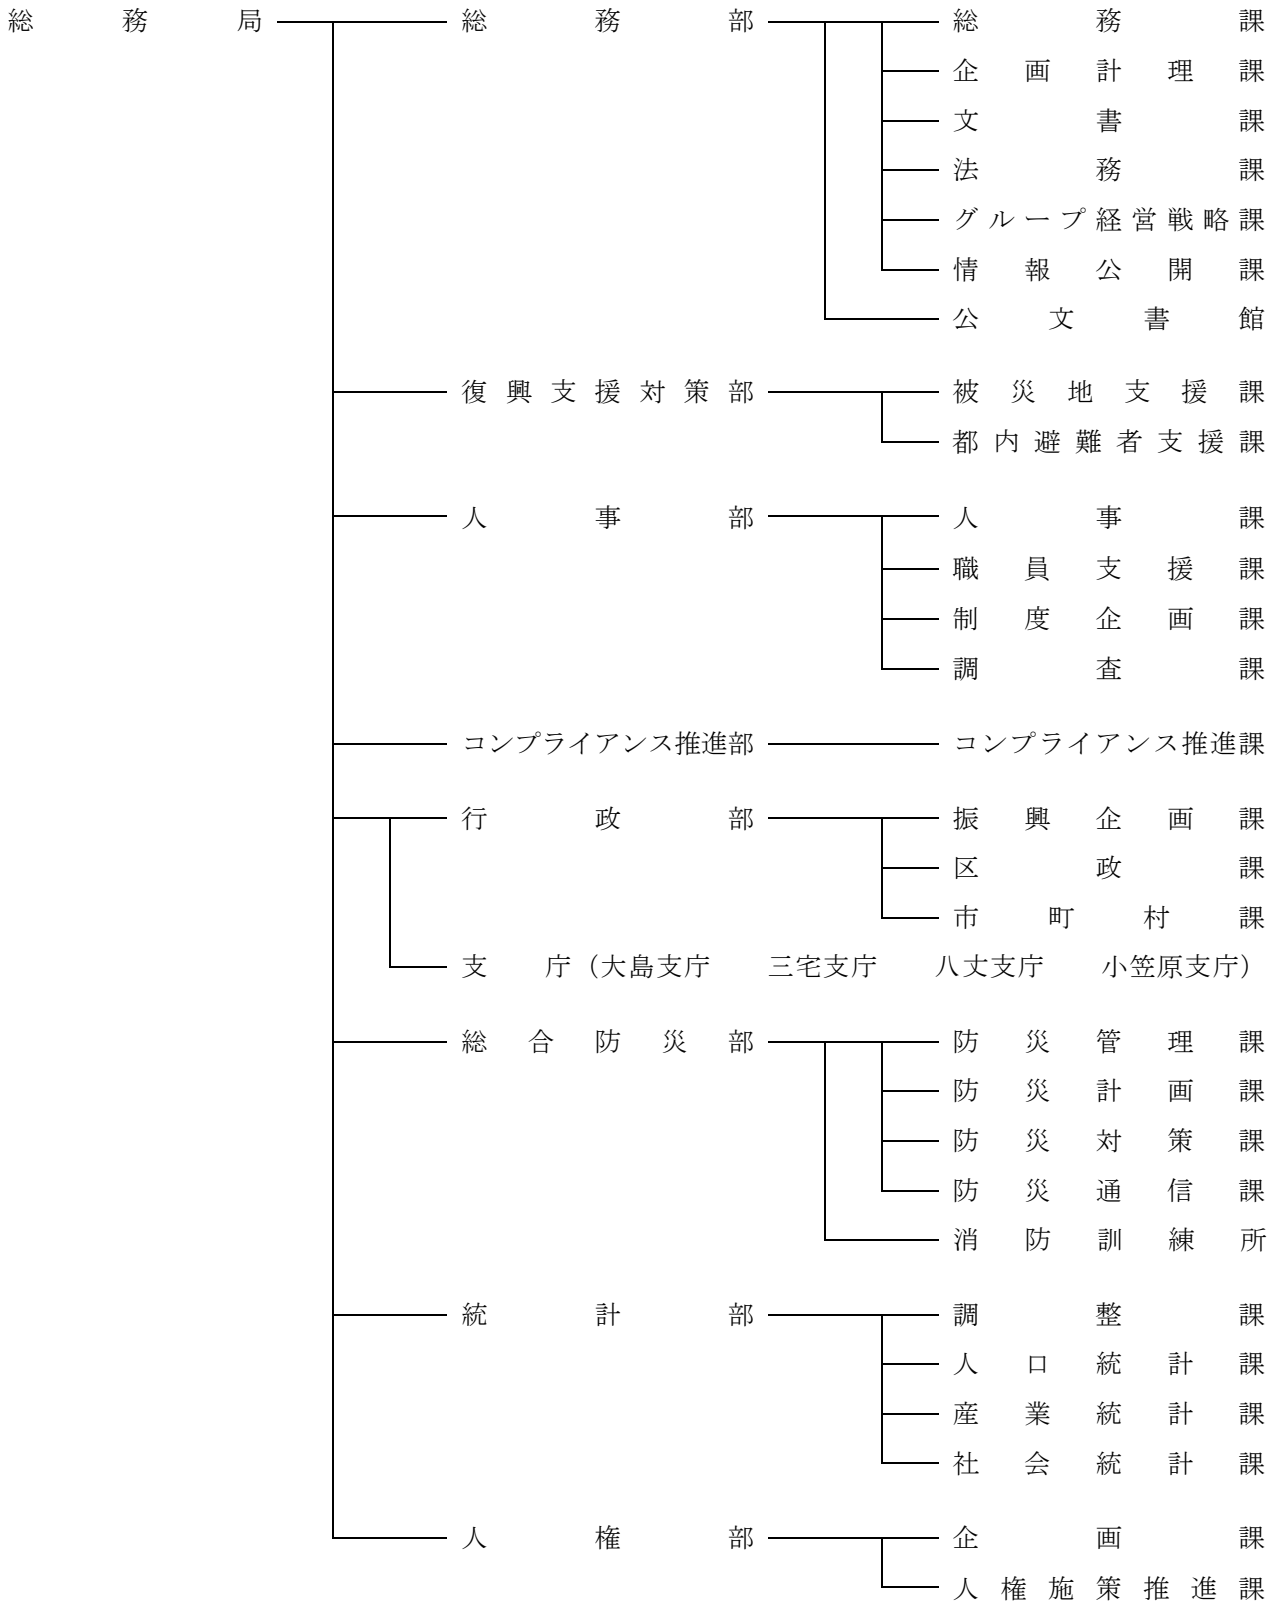 総務局 総務部 総務課
企画計理課
文書課
法務課
グループ経営戦略課
情報公開課
公文書館
復興支援対策部 被災地支援課
都内避難者支援課
人事部 人事課
職員支援課
制度企画課
調査課
コンプライアンス推進部 コンプライアンス推進課
行政部 振興企画課
区政課
市町村課
支庁(大島支庁 三宅支庁 八丈支庁 小笠原支庁)
総合防災部 防災管理課
防災計画課
防災対策課
防災通信課
消防訓練所
統計部 調整課
人口統計課
産業統計課
社会統計課
人権部 企画課
人権施策推進課